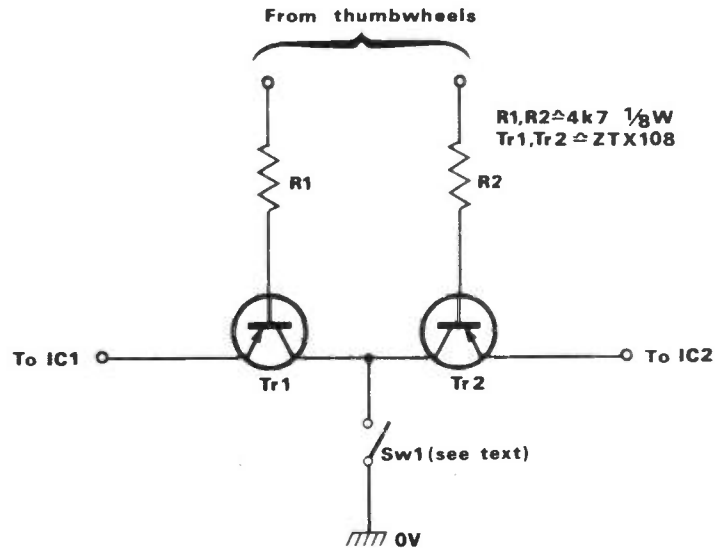 From thumbwheels
R1,R2≏4k7 ⅛W
Tr1,Tr2≏ZTX108
R1
R2
To IC1
Tr1
Tr2
To IC2
Sw1(see text)
0V